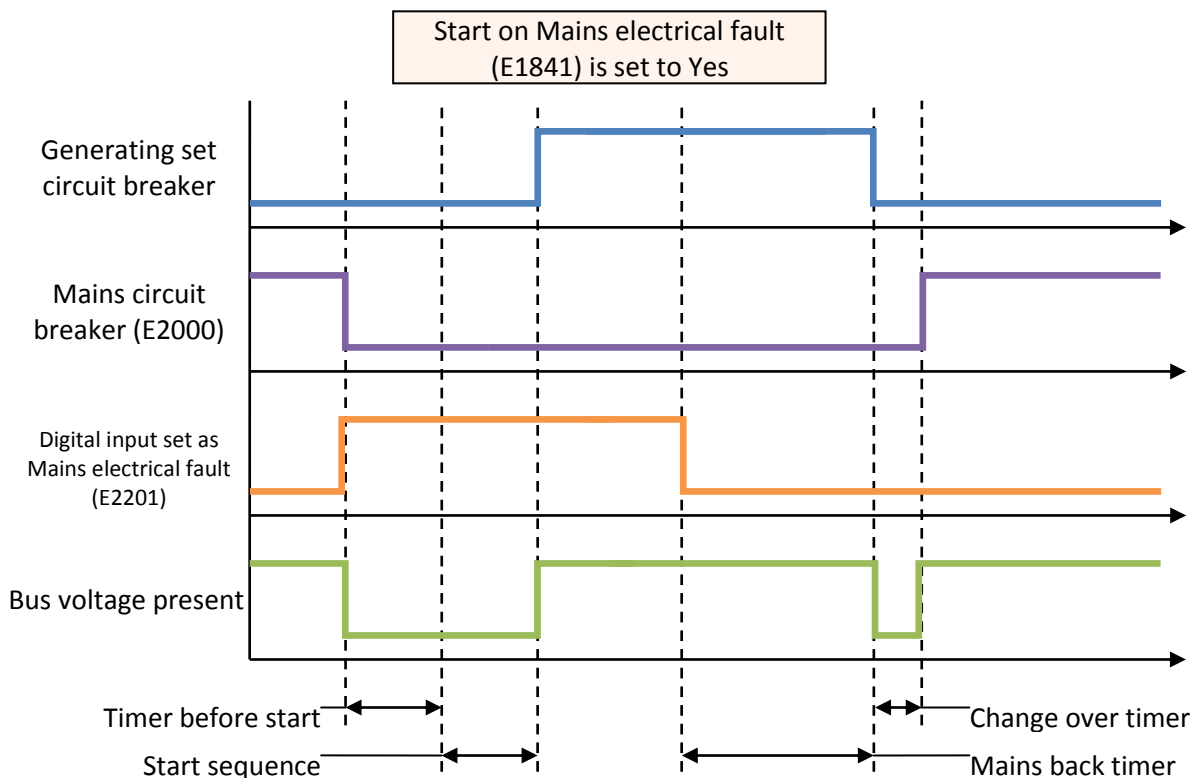 Start on Mains electrical fault
(E1841) is set to Yes
Generating set
circuit breaker
Mains circuit
breaker (E2000)
Digital input set as
Mains electrical fault
(E2201)
Bus voltage present
Timer before start
Change over timer
Start sequence
Mains back timer